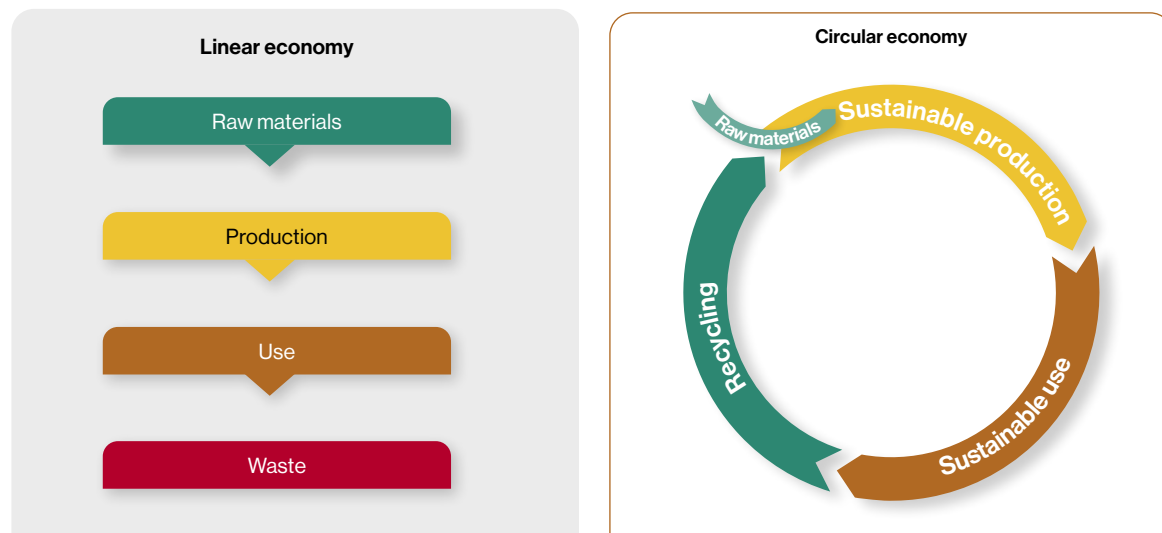 Linear economy
Raw materials
Production
Use
Waste
Circular economy
Raw materials
Sustainable production
Sustainable use
Recycling